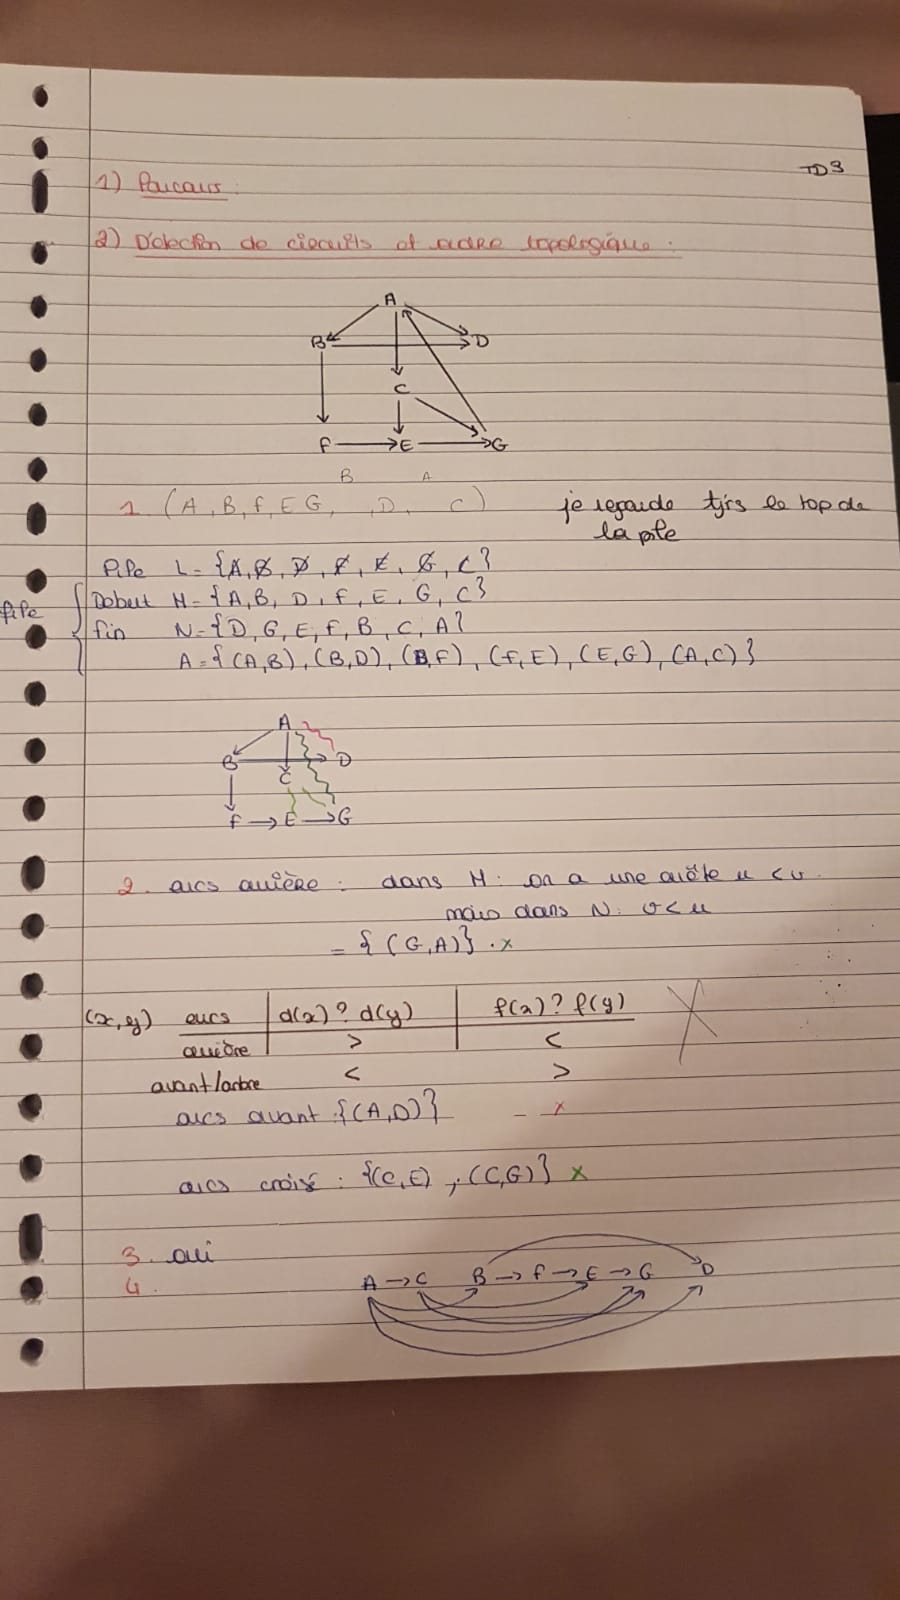 TD3
1) Parcours :
2) Détection de circuits et ordre topologique :
A
B D
C
F E G
B A
1. (A, B, F, E G, , D, C) je regarde tjrs le top de
la pile
Pile L = {A, B, D, F, E, G, C}
file Debut M = {A, B, D, F, E, G, C}
fin N = {D, G, E, F, B, C, A}
A = {(A,B), (B,D), (B,F), (F,E), (E,G), (A,C)}
A
B D
C
F → E → G
2. arcs arrière : dans M : on a une arête u < v.
mais dans N : v < u
= {(G,A)} . x
(x,y) arcs d(x) ? d(y) f(x) ? f(y)
arrière > <
avant/arbre < >
arcs avant : {(A,D)} - x
arcs croisé : {(C,E) , (C,G)} x
3. oui
4. A → C B → F → E → G D